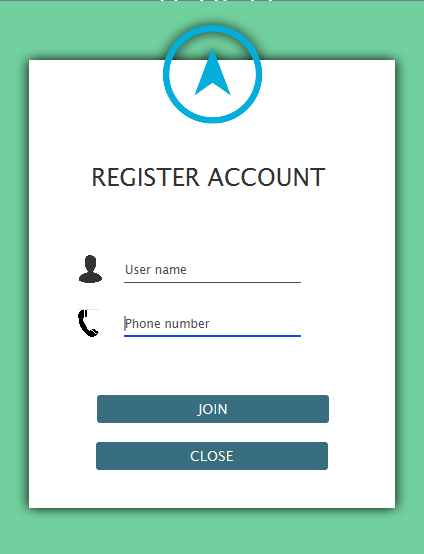 REGISTER ACCOUNT
User name
Phone number
JOIN
CLOSE